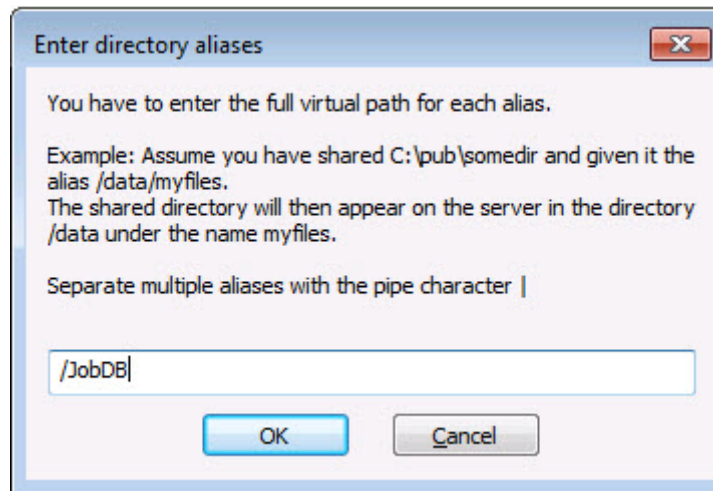 Enter directory aliases
You have to enter the full virtual path for each alias.
Example: Assume you have shared C:\pub\somedir and given it the
alias /data/myfiles.
The shared directory will then appear on the server in the directory
/data under the name myfiles.
Separate multiple aliases with the pipe character |
/JobDB
OK
Cancel